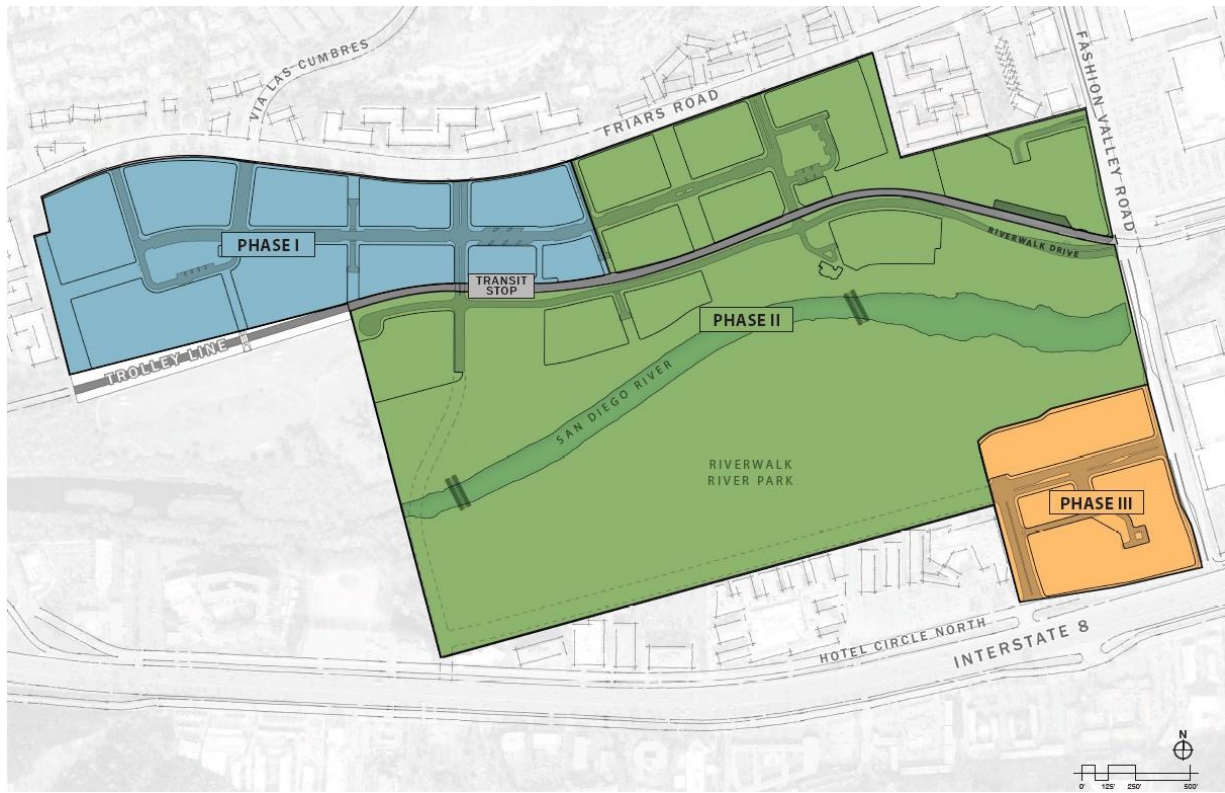 VIA LAS CUMBRES
FRIARS ROAD
FASHION VALLEY ROAD
PHASE I
RIVERWALK DRIVE
TRANSIT
STOP
PHASE II
TROLLEY LINE
SAN DIEGO RIVER
RIVERWALK
RIVER PARK
PHASE III
HOTEL CIRCLE NORTH
INTERSTATE 8
N
0' 125' 250' 500'